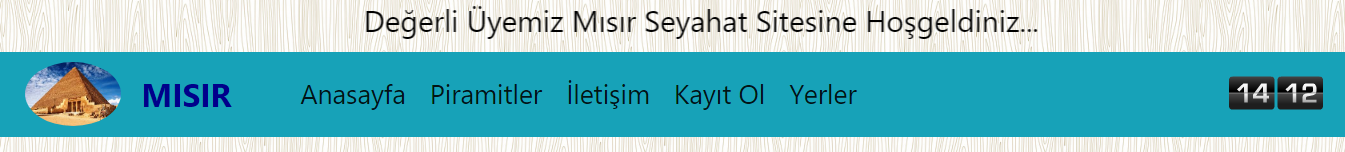 Değerli Üyemiz Mısır Seyahat Sitesine Hoşgeldiniz...
MISIR Anasayfa Piramitler İletişim Kayıt Ol Yerler 14 12